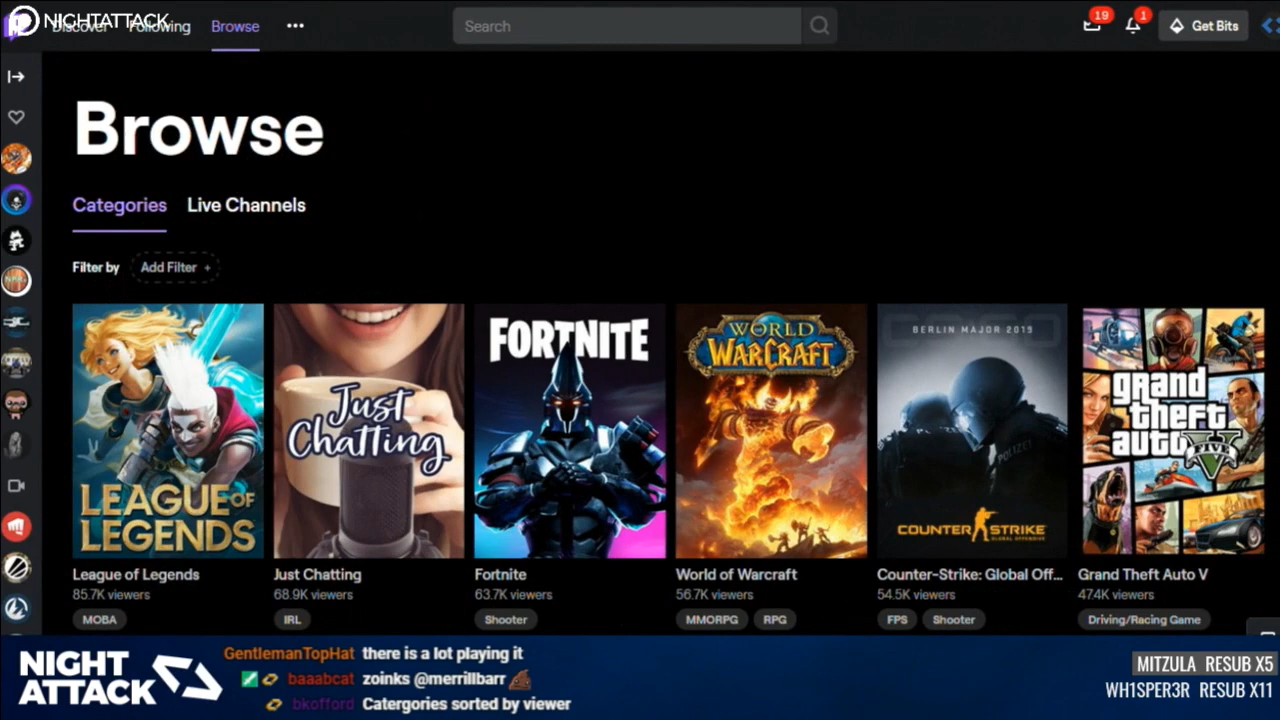 NIGHTATTACK
Discover Following Browse
Search
19
1
Get Bits
Browse
Categories Live Channels
Filter by Add Filter +
LEAGUE OF LEGENDS
Just Chatting
FORTNITE
WORLD OF WARCRAFT
BERLIN MAJOR 2019
POLIZEI
COUNTER STRIKE
GLOBAL OFFENSIVE
grand theft auto V
FIVE
League of Legends
85.7K viewers
MOBA
Just Chatting
68.9K viewers
IRL
Fortnite
63.7K viewers
Shooter
World of Warcraft
56.7K viewers
MMORPG RPG
Counter-Strike: Global Off...
54.5K viewers
FPS Shooter
Grand Theft Auto V
47.4K viewers
Driving/Racing Game
NIGHT
ATTACK
GentlemanTopHat there is a lot playing it
baaabcat zoinks @merrillbarr
bkofford Catergories sorted by viewer
MITZULA RESUB X5
WH1SPER3R RESUB X11